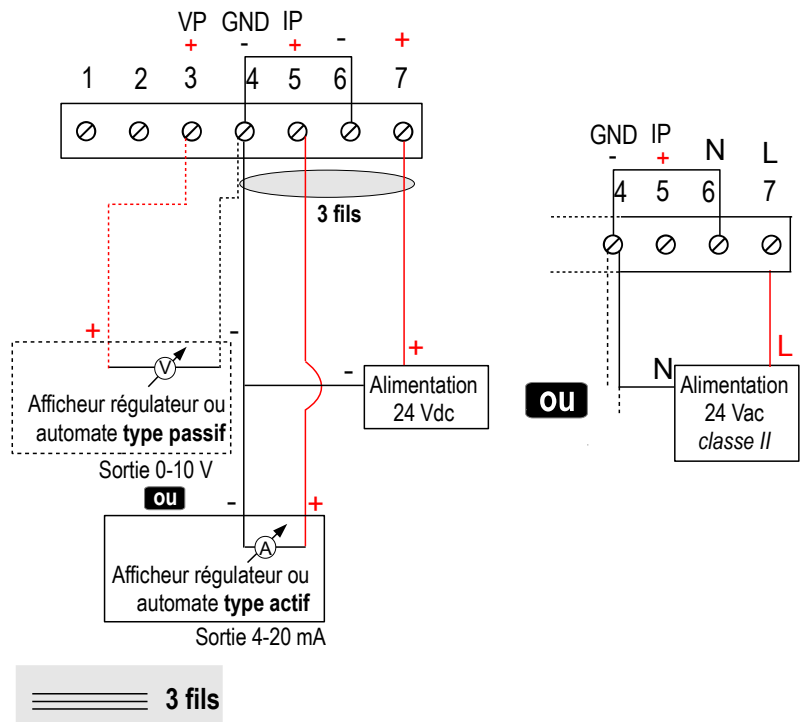 VP GND IP
+ - + - +
1 2 3 4 5 6 7
3 fils
+ - - +
V
Afficheur régulateur ou
automate type passif
Sortie 0-10 V
Alimentation
24 Vdc
ou
- +
A
Afficheur régulateur ou
automate type actif
Sortie 4-20 mA
3 fils
ou
GND IP N L
- +
4 5 6 7
N L
Alimentation
24 Vac
classe II